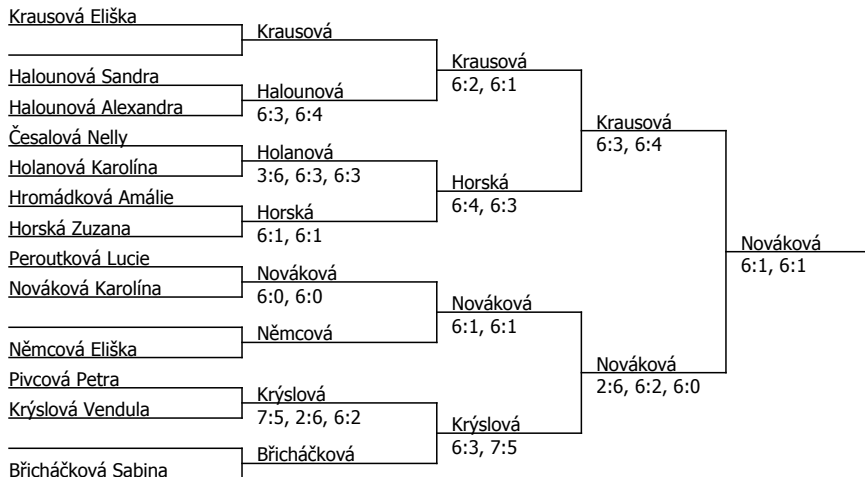 Krausová Eliška
Halounová Sandra
Halounová Alexandra
Česalová Nelly
Holanová Karolína
Hromádková Amálie
Horská Zuzana
Peroutková Lucie
Nováková Karolína
Němcová Eliška
Pivcová Petra
Krýslová Vendula
Břicháčková Sabina
Krausová
Halounová
6:3, 6:4
Holanová
3:6, 6:3, 6:3
Horská
6:1, 6:1
Nováková
6:0, 6:0
Němcová
Krýslová
7:5, 2:6, 6:2
Břicháčková
Krausová
6:2, 6:1
Horská
6:4, 6:3
Nováková
6:1, 6:1
Krýslová
6:3, 7:5
Krausová
6:3, 6:4
Nováková
2:6, 6:2, 6:0
Nováková
6:1, 6:1